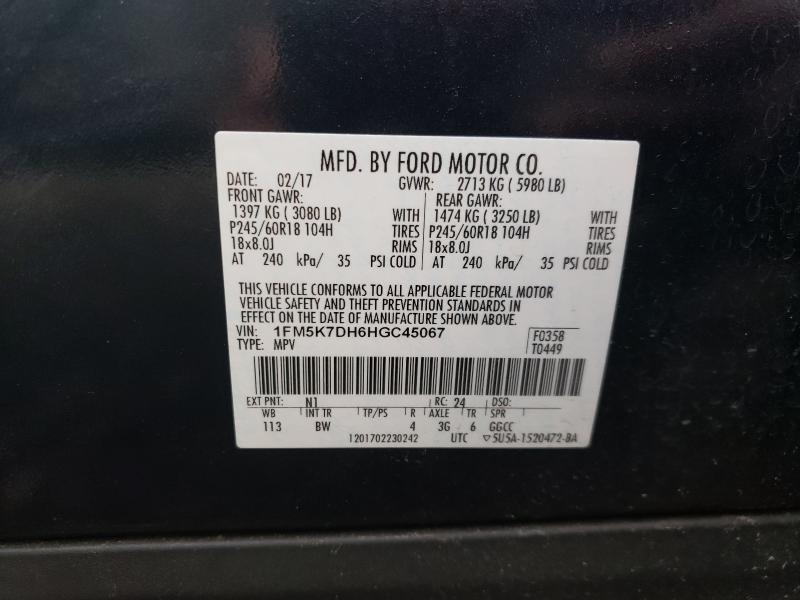 MFD. BY FORD MOTOR CO.
DATE: 02/17 GVWR: 2713 KG ( 5980 LB)
FRONT GAWR: REAR GAWR:
1397 KG ( 3080 LB) WITH 1474 KG ( 3250 LB) WITH
P245/60R18 104H TIRES P245/60R18 104H TIRES
18x8.0J RIMS 18x8.0J RIMS
AT 240 kPa/ 35 PSI COLD AT 240 kPa/ 35 PSI COLD
THIS VEHICLE CONFORMS TO ALL APPLICABLE FEDERAL MOTOR
VEHICLE SAFETY AND THEFT PREVENTION STANDARDS IN
EFFECT ON THE DATE OF MANUFACTURE SHOWN ABOVE.
VIN: 1FM5K7DH6HGC45067 F0358
TYPE: MPV T0449
EXT PNT: N1 RC: 24 DSO:
WB INT TR TP/PS R AXLE TR SPR
113 BW 4 3G 6 GGCC
1201702230242 UTC ▽5U5A-1520472-BA